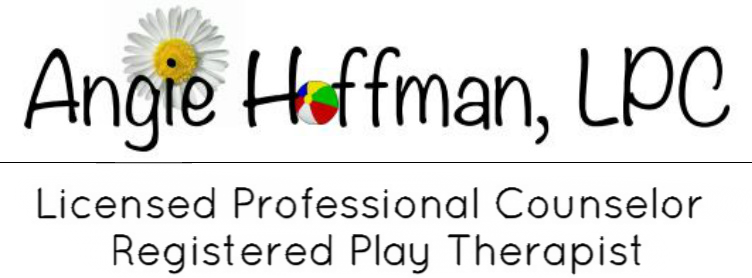 Angie Hoffman, LPC
Licensed Professional Counselor
Registered Play Therapist